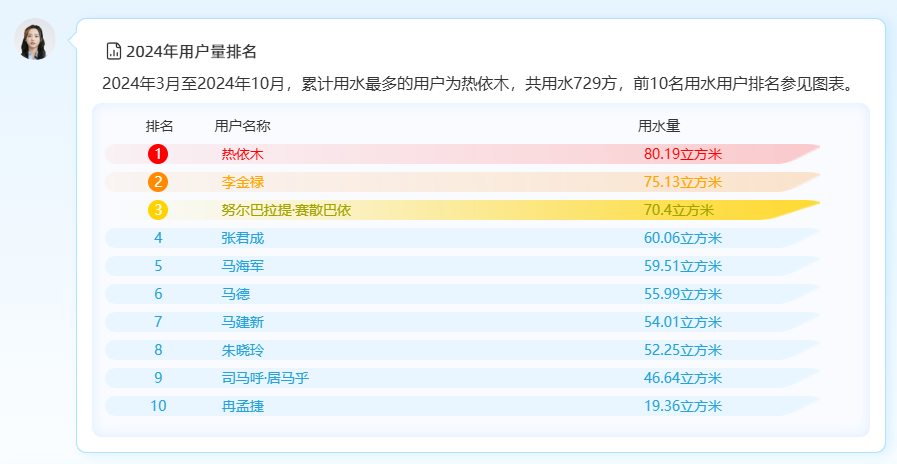 2024年用户量排名
2024年3月至2024年10月，累计用水最多的用户为热依木，共用水729方，前10名用水用户排名参见图表。
排名 用户名称 用水量
1 热依木 80.19立方米
2 李金禄 75.13立方米
3 努尔巴拉提·赛散巴依 70.4立方米
4 张君成 60.06立方米
5 马海军 59.51立方米
6 马德 55.99立方米
7 马建新 54.01立方米
8 朱晓玲 52.25立方米
9 司马呼·居马乎 46.64立方米
10 冉孟捷 19.36立方米